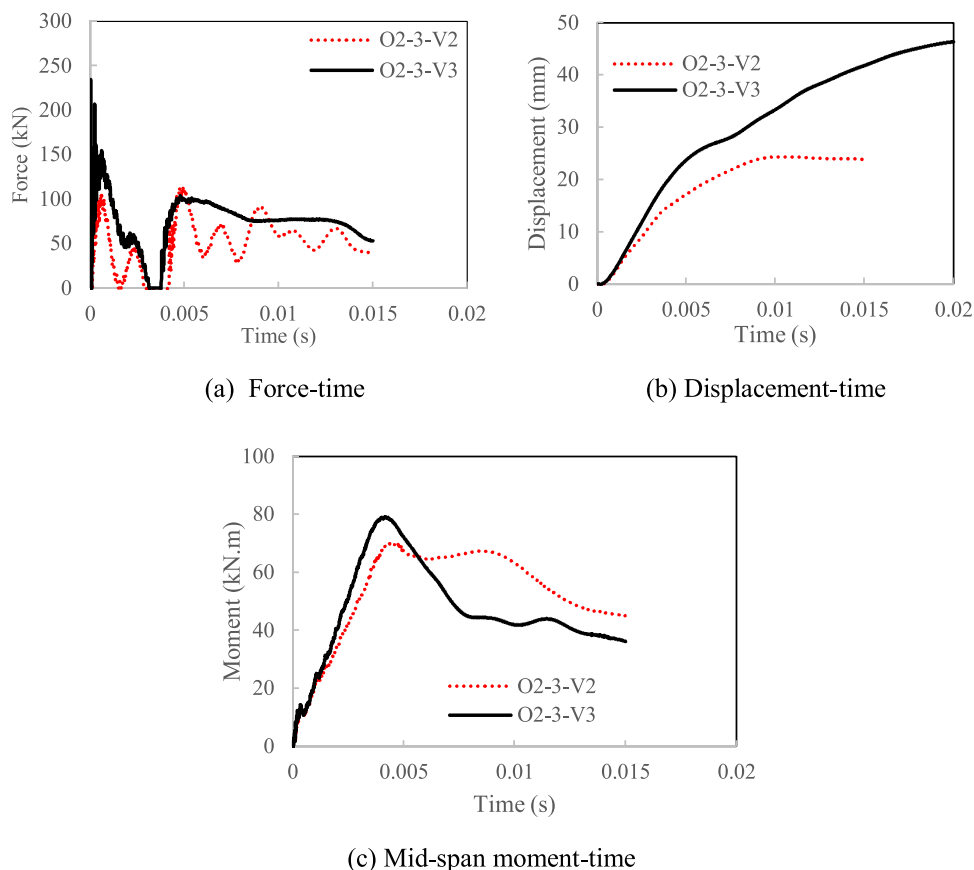 300
250
200
150
100
50
0
Force (kN)
O2-3-V2
O2-3-V3
0 0.005 0.01 0.015 0.02
Time (s)
(a) Force-time
50
40
30
20
10
0
Displacement (mm)
O2-3-V2
O2-3-V3
0 0.005 0.01 0.015 0.02
Time (s)
(b) Displacement-time
100
80
60
40
20
0
Moment (kN.m)
O2-3-V2
O2-3-V3
0 0.005 0.01 0.015 0.02
Time (s)
(c) Mid-span moment-time